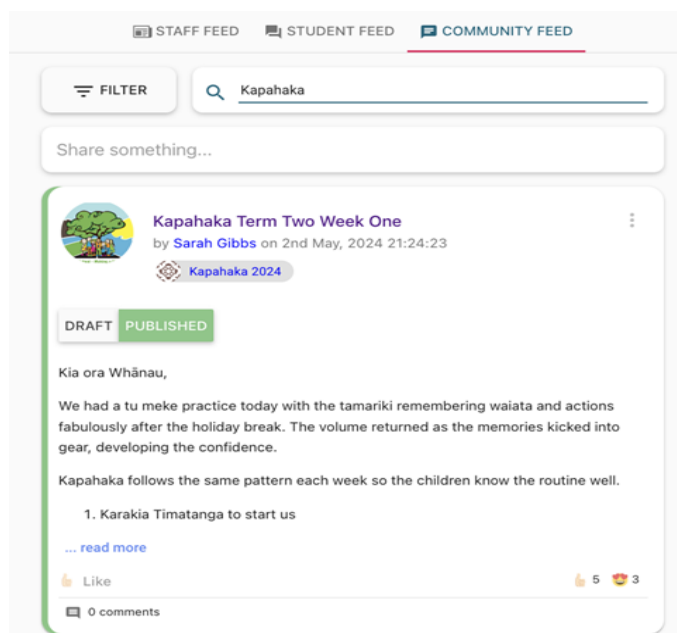 STAFF FEED STUDENT FEED COMMUNITY FEED
FILTER Kapahaka
Share something...
Kapahaka Term Two Week One
by Sarah Gibbs on 2nd May, 2024 21:24:23
Kapahaka 2024
DRAFT PUBLISHED
Kia ora Whānau,
We had a tu meke practice today with the tamariki remembering waiata and actions
fabulously after the holiday break. The volume returned as the memories kicked into
gear, developing the confidence.
Kapahaka follows the same pattern each week so the children know the routine well.
1. Karakia Timatanga to start us
... read more
Like 5 3
0 comments